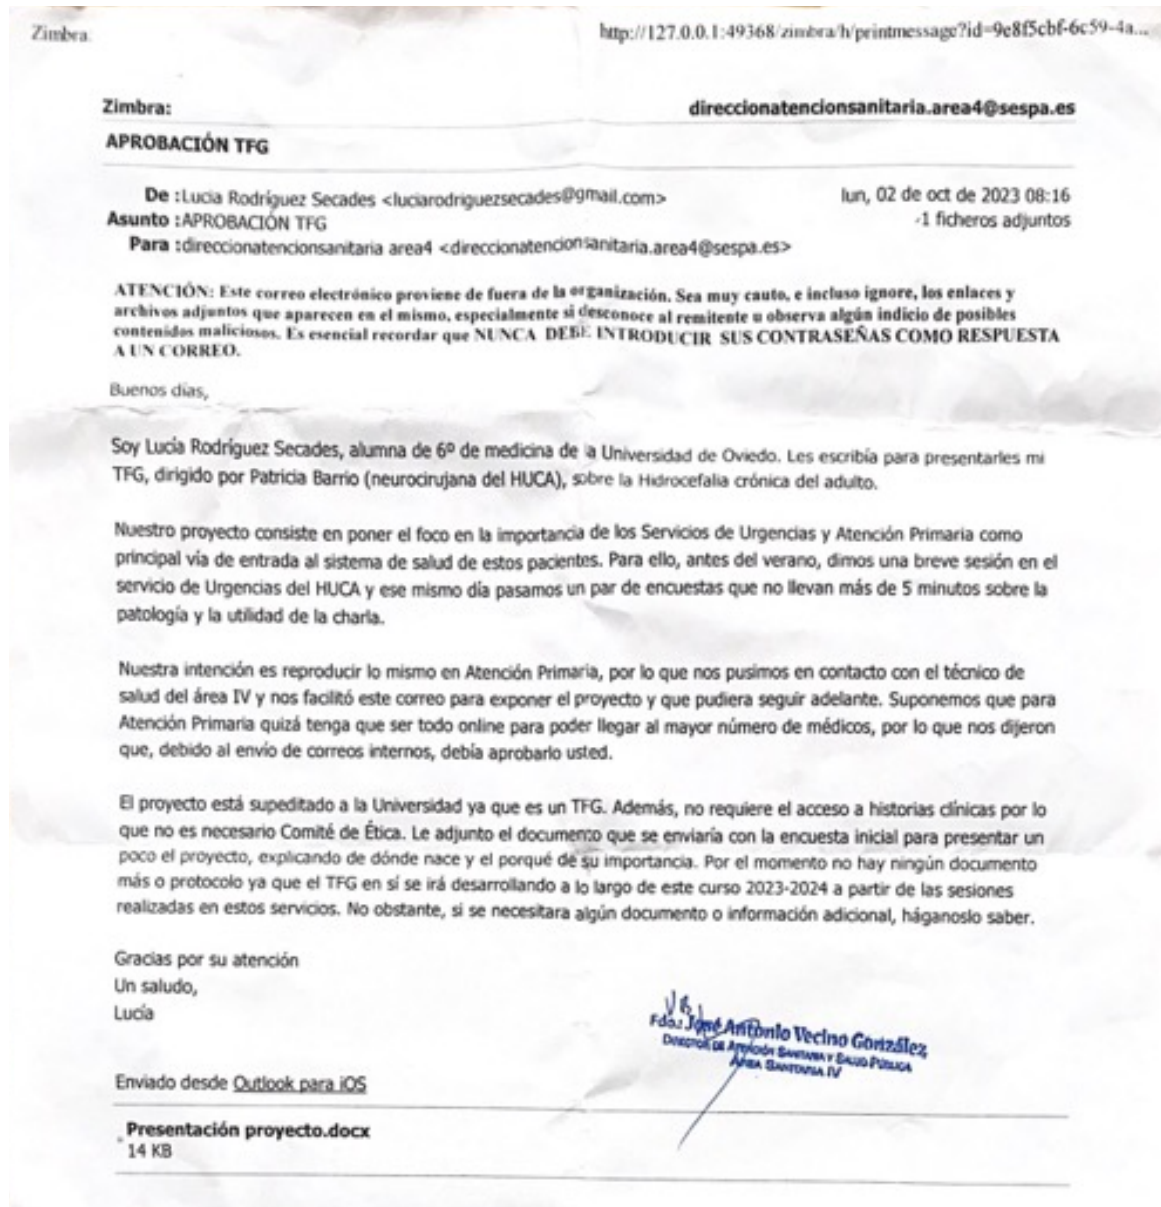 Zimbra: http://127.0.0.1:49368/zimbra/h/printmessage?id=9e8f5cbf-6c59-4a...
Zimbra: direccionatencionsanitaria.area4@sespa.es
APROBACIÓN TFG
De :Lucia Rodríguez Secades <luciarodriguezsecades@gmail.com> lun, 02 de oct de 2023 08:16
Asunto :APROBACIÓN TFG 1 ficheros adjuntos
Para :direccionatencionsanitaria area4 <direccionatencionsanitaria.area4@sespa.es>
ATENCIÓN: Este correo electrónico proviene de fuera de la organización. Sea muy cauto, e incluso ignore, los enlaces y
archivos adjuntos que aparecen en el mismo, especialmente si desconoce al remitente u observa algún indicio de posibles
contenidos maliciosos. Es esencial recordar que NUNCA DEBE INTRODUCIR SUS CONTRASEÑAS COMO RESPUESTA
A UN CORREO.
Buenos días,
Soy Lucía Rodríguez Secades, alumna de 6º de medicina de a Universidad de Oviedo. Les escribía para presentarles mi
TFG, dirigido por Patricia Barrio (neurocirujana del HUCA), sobre la Hidrocefalia crónica del adulto.
Nuestro proyecto consiste en poner el foco en la importancia de los Servicios de Urgencias y Atención Primaria como
principal vía de entrada al sistema de salud de estos pacientes. Para ello, antes del verano, dimos una breve sesión en el
servicio de Urgencias del HUCA y ese mismo día pasamos un par de encuestas que no llevan más de 5 minutos sobre la
patología y la utilidad de la charla.
Nuestra intención es reproducir lo mismo en Atención Primaria, por lo que nos pusimos en contacto con el técnico de
salud del área IV y nos facilitó este correo para exponer el proyecto y que pudiera seguir adelante. Suponemos que para
Atención Primaria quizá tenga que ser todo online para poder llegar al mayor número de médicos, por lo que nos dijeron
que, debido al envío de correos internos, debía aprobarlo usted.
El proyecto está supeditado a la Universidad ya que es un TFG. Además, no requiere el acceso a historias clínicas por lo
que no es necesario Comité de Ética. Le adjunto el documento que se enviaría con la encuesta inicial para presentar un
poco el proyecto, explicando de dónde nace y el porqué de su importancia. Por el momento no hay ningún documento
más o protocolo ya que el TFG en sí se irá desarrollando a lo largo de este curso 2023-2024 a partir de las sesiones
realizadas en estos servicios. No obstante, si se necesitara algún documento o información adicional, háganoslo saber.
Gracias por su atención
Un saludo,
Lucía
Fdo.: José Antonio Vecino González
DIRECTOR DE ATENCIÓN SANITARIA Y SALUD PÚBLICA
ÁREA SANITARIA IV
Enviado desde Outlook para iOS
Presentación proyecto.docx
14 KB